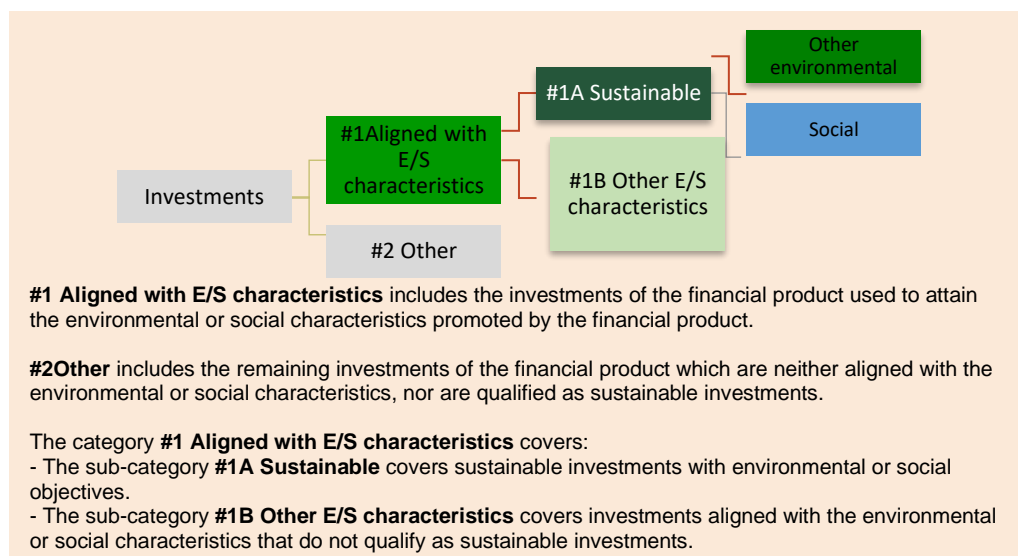 Other
environmental
#1A Sustainable
Social
#1Aligned with
E/S
characteristics
#1B Other E/S
characteristics
Investments
#2 Other
#1 Aligned with E/S characteristics includes the investments of the financial product used to attain
the environmental or social characteristics promoted by the financial product.
#2Other includes the remaining investments of the financial product which are neither aligned with the
environmental or social characteristics, nor are qualified as sustainable investments.
The category #1 Aligned with E/S characteristics covers:
- The sub-category #1A Sustainable covers sustainable investments with environmental or social
objectives.
- The sub-category #1B Other E/S characteristics covers investments aligned with the environmental
or social characteristics that do not qualify as sustainable investments.